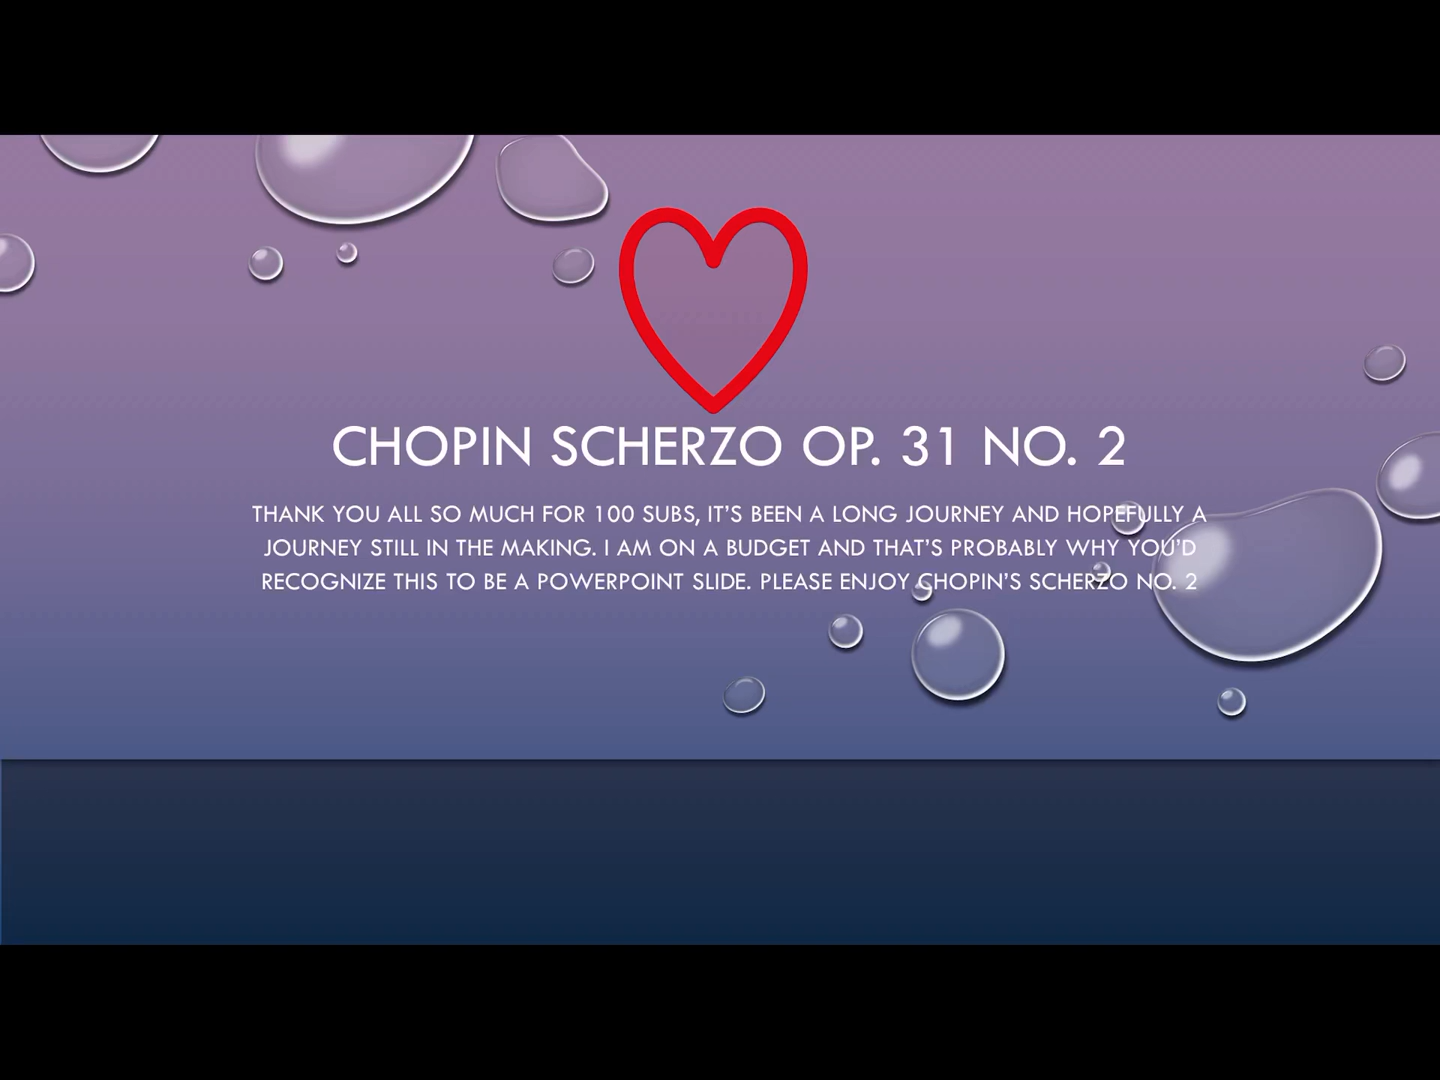 CHOPIN SCHERZO OP. 31 NO. 2
THANK YOU ALL SO MUCH FOR 100 SUBS, IT'S BEEN A LONG JOURNEY AND HOPEFULLY A
JOURNEY STILL IN THE MAKING. I AM ON A BUDGET AND THAT'S PROBABLY WHY YOU'D
RECOGNIZE THIS TO BE A POWERPOINT SLIDE. PLEASE ENJOY CHOPIN'S SCHERZO NO. 2